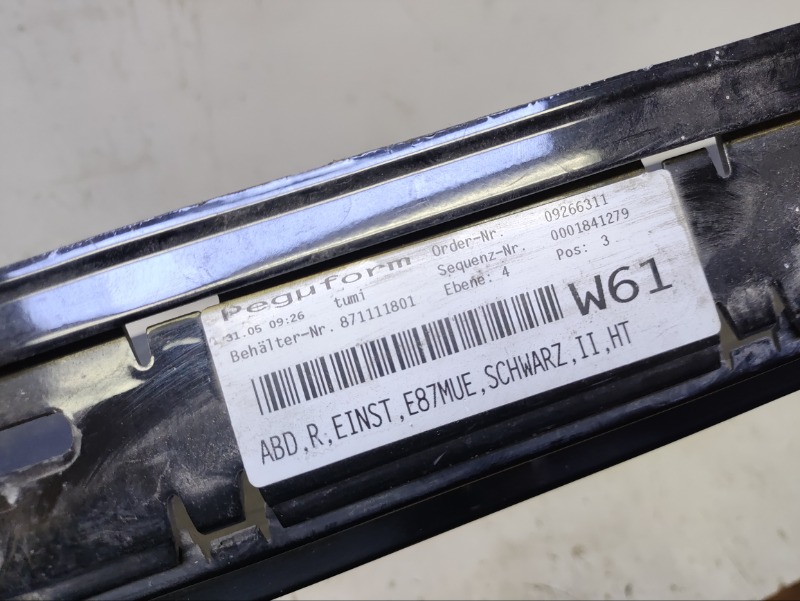 Peguform Order-Nr. 09266311
31.05 09:26 tumi Sequenz-Nr. 0001841279
Behälter-Nr. 871111801 Ebene: 4 Pos: 3
W61
ABD,R,EINST,E87MUE,SCHWARZ,II,HT